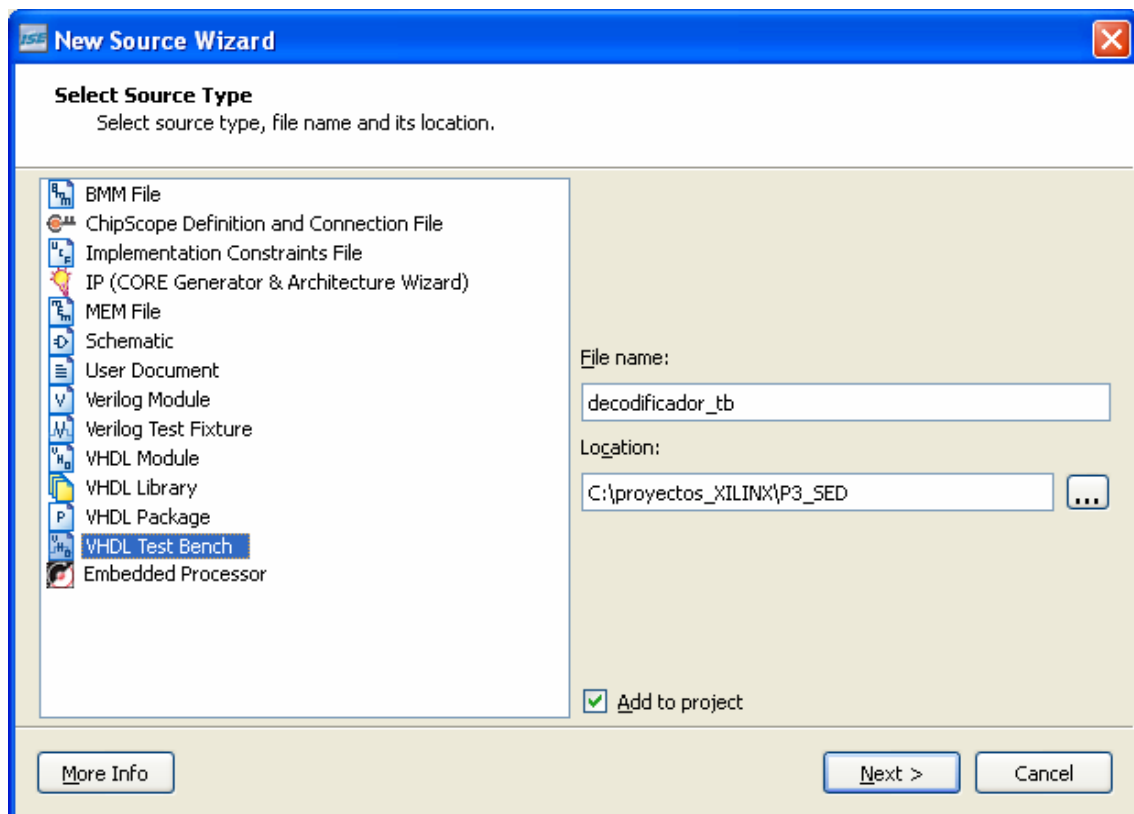 ISE New Source Wizard
Select Source Type
Select source type, file name and its location.
BMM File
ChipScope Definition and Connection File
Implementation Constraints File
IP (CORE Generator & Architecture Wizard)
MEM File
Schematic
User Document
Verilog Module
Verilog Test Fixture
VHDL Module
VHDL Library
VHDL Package
VHDL Test Bench
Embedded Processor
File name:
decodificador_tb
Location:
C:\proyectos_XILINX\P3_SED
...
Add to project
More Info
Next >
Cancel